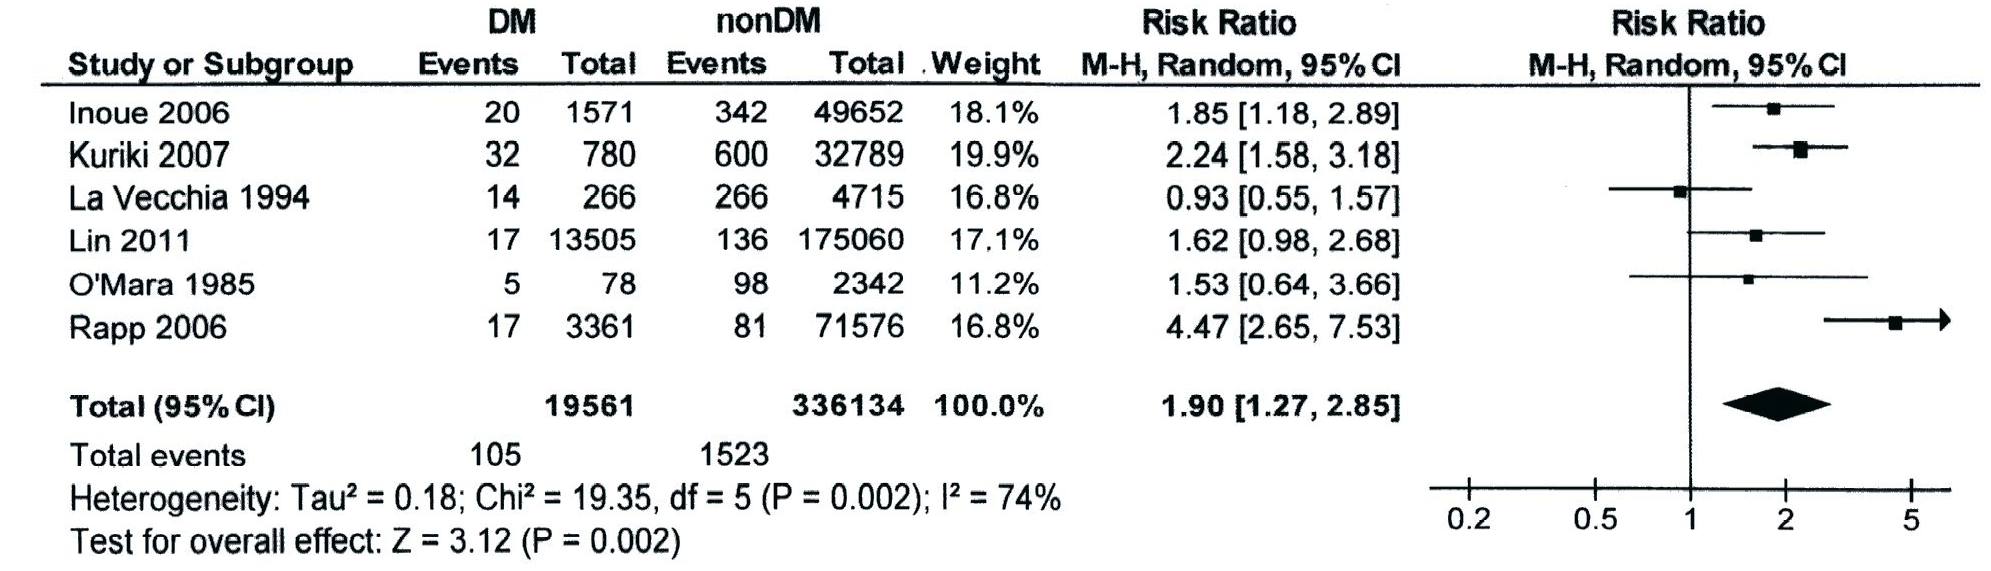 DM nonDM Risk Ratio Risk Ratio
Study or Subgroup Events Total Events Total Weight M-H, Random, 95% CI M-H, Random, 95% CI
Inoue 2006 20 1571 342 49652 18.1% 1.85 [1.18, 2.89]
Kuriki 2007 32 780 600 32789 19.9% 2.24 [1.58, 3.18]
La Vecchia 1994 14 266 266 4715 16.8% 0.93 [0.55, 1.57]
Lin 2011 17 13505 136 175060 17.1% 1.62 [0.98, 2.68]
O'Mara 1985 5 78 98 2342 11.2% 1.53 [0.64, 3.66]
Rapp 2006 17 3361 81 71576 16.8% 4.47 [2.65, 7.53]
Total (95% CI) 19561 336134 100.0% 1.90 [1.27, 2.85]
Total events 105 1523
Heterogeneity: Tau² = 0.18; Chi² = 19.35, df = 5 (P = 0.002); I² = 74%
Test for overall effect: Z = 3.12 (P = 0.002)
0.2 0.5 1 2 5